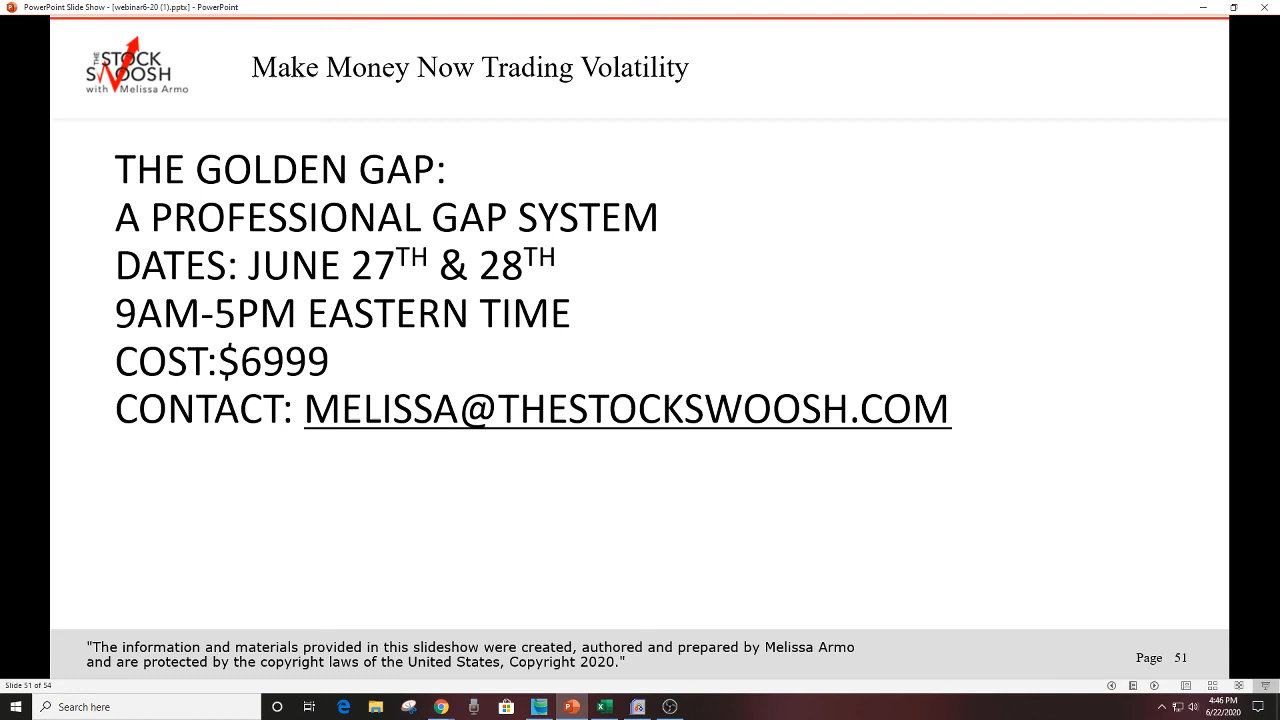 PowerPoint Slide Show - [webinar6-20 (1).pptx] - PowerPoint
THE STOCK
SWOOSH
with Melissa Armo
Make Money Now Trading Volatility
THE GOLDEN GAP:
A PROFESSIONAL GAP SYSTEM
DATES: JUNE 27TH & 28TH
9AM-5PM EASTERN TIME
COST:$6999
CONTACT: MELISSA@THESTOCKSWOOSH.COM
"The information and materials provided in this slideshow were created, authored and prepared by Melissa Armo
and are protected by the copyright laws of the United States, Copyright 2020."
Page 51
Slide 51 of 54
Search here
4:46 PM
6/22/2020